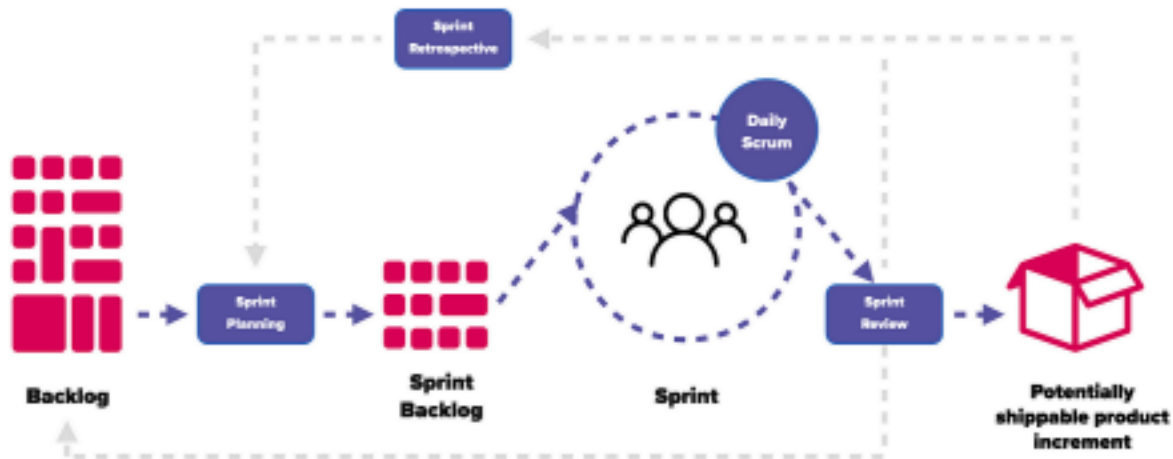 Sprint
Retrospective
Daily
Scrum
Sprint
Planning
Sprint
Review
Backlog
Sprint
Backlog
Sprint
Potentially
shippable product
increment